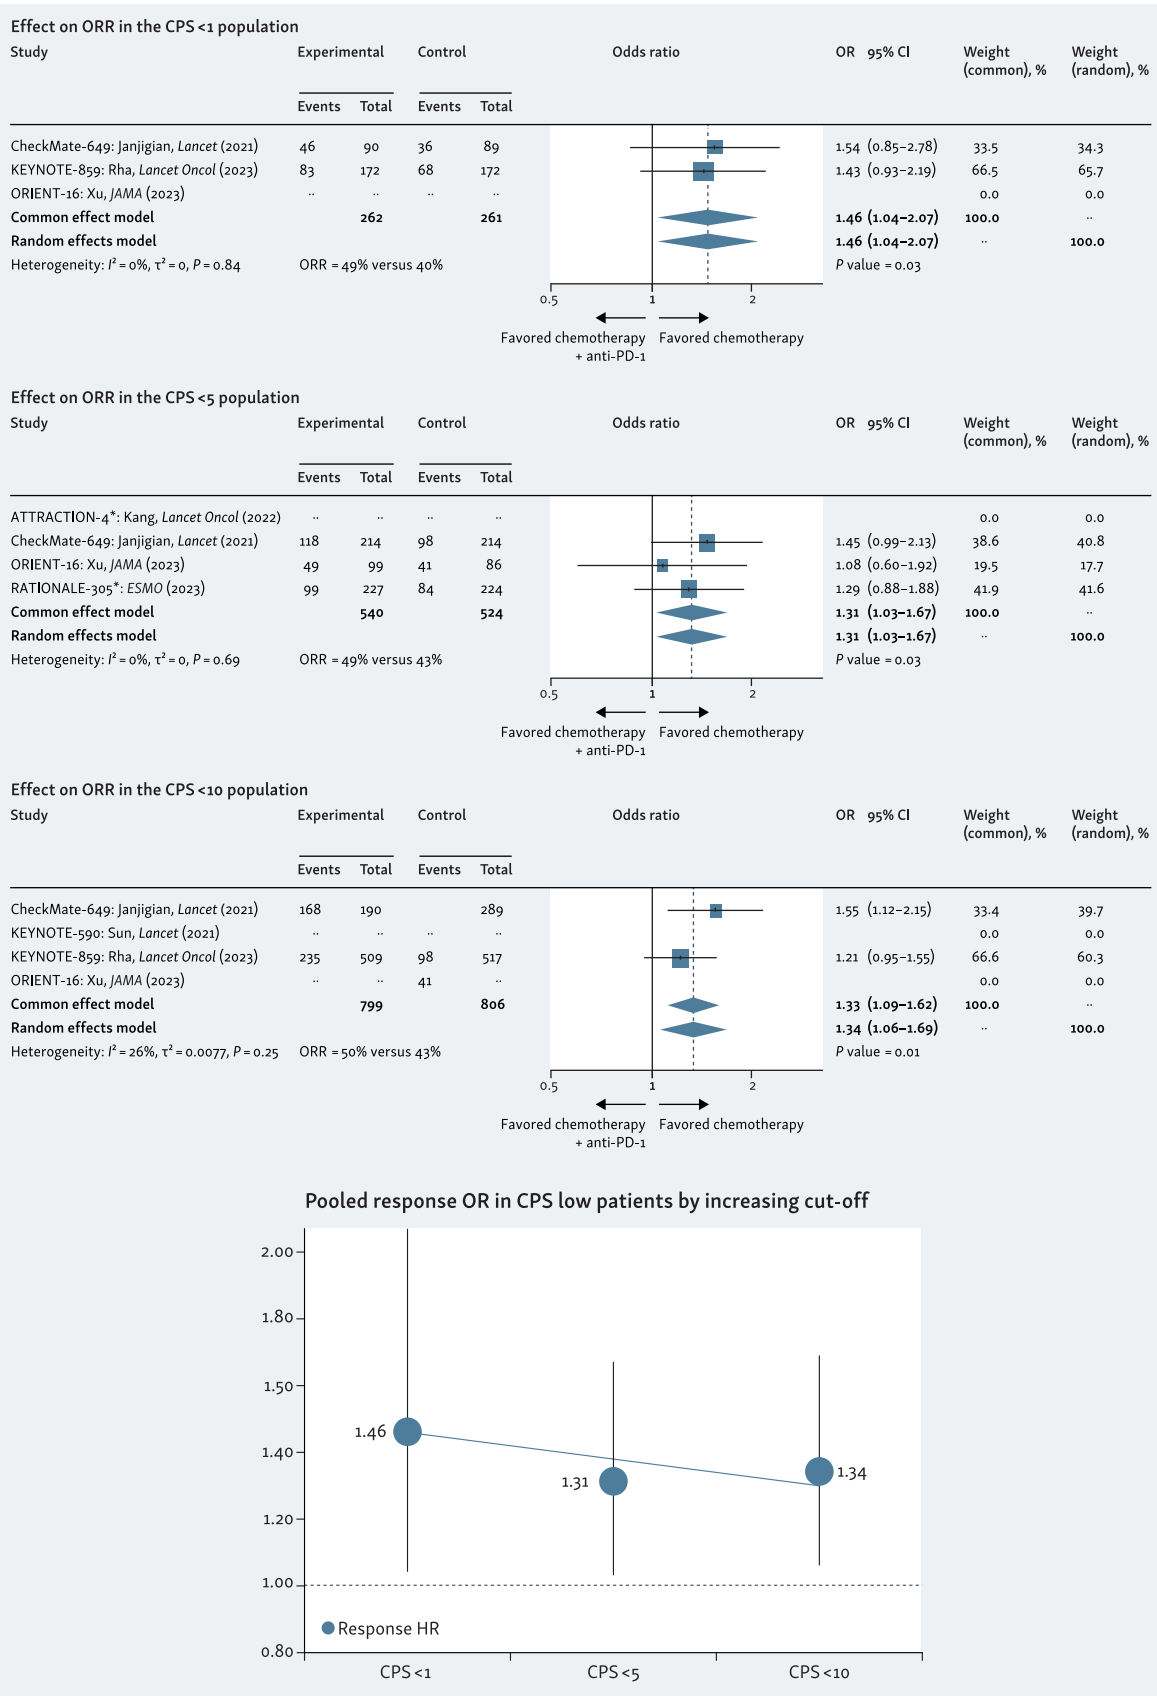 Effect on ORR in the CPS <1 population
Study Experimental Control Odds ratio OR 95% CI Weight (common), % Weight (random), %
Events Total Events Total
CheckMate-649: Janjigian, Lancet (2021) 46 90 36 89 1.54 (0.85–2.78) 33.5 34.3
KEYNOTE-859: Rha, Lancet Oncol (2023) 83 172 68 172 1.43 (0.93–2.19) 66.5 65.7
ORIENT-16: Xu, JAMA (2023) ·· ·· ·· ·· 0.0 0.0
Common effect model 262 261 1.46 (1.04–2.07) 100.0 ··
Random effects model 1.46 (1.04–2.07) ·· 100.0
Heterogeneity: I² = 0%, τ² = 0, P = 0.84 ORR = 49% versus 40% P value = 0.03
0.5 1 2
Favored chemotherapy + anti-PD-1 Favored chemotherapy
Effect on ORR in the CPS <5 population
Study Experimental Control Odds ratio OR 95% CI Weight (common), % Weight (random), %
Events Total Events Total
ATTRACTION-4*: Kang, Lancet Oncol (2022) ·· ·· ·· ·· 0.0 0.0
CheckMate-649: Janjigian, Lancet (2021) 118 214 98 214 1.45 (0.99–2.13) 38.6 40.8
ORIENT-16: Xu, JAMA (2023) 49 99 41 86 1.08 (0.60–1.92) 19.5 17.7
RATIONALE-305*: ESMO (2023) 99 227 84 224 1.29 (0.88–1.88) 41.9 41.6
Common effect model 540 524 1.31 (1.03–1.67) 100.0 ··
Random effects model 1.31 (1.03–1.67) ·· 100.0
Heterogeneity: I² = 0%, τ² = 0, P = 0.69 ORR = 49% versus 43% P value = 0.03
0.5 1 2
Favored chemotherapy + anti-PD-1 Favored chemotherapy
Effect on ORR in the CPS <10 population
Study Experimental Control Odds ratio OR 95% CI Weight (common), % Weight (random), %
Events Total Events Total
CheckMate-649: Janjigian, Lancet (2021) 168 190 289 1.55 (1.12–2.15) 33.4 39.7
KEYNOTE-590: Sun, Lancet (2021) ·· ·· ·· ·· 0.0 0.0
KEYNOTE-859: Rha, Lancet Oncol (2023) 235 509 98 517 1.21 (0.95–1.55) 66.6 60.3
ORIENT-16: Xu, JAMA (2023) ·· ·· 41 ·· 0.0 0.0
Common effect model 799 806 1.33 (1.09–1.62) 100.0 ··
Random effects model 1.34 (1.06–1.69) ·· 100.0
Heterogeneity: I² = 26%, τ² = 0.0077, P = 0.25 ORR = 50% versus 43% P value = 0.01
0.5 1 2
Favored chemotherapy + anti-PD-1 Favored chemotherapy
Pooled response OR in CPS low patients by increasing cut-off
2.00
1.80
1.50
1.46
1.40
1.31
1.34
1.20
1.00
Response HR
0.80
CPS <1 CPS <5 CPS <10